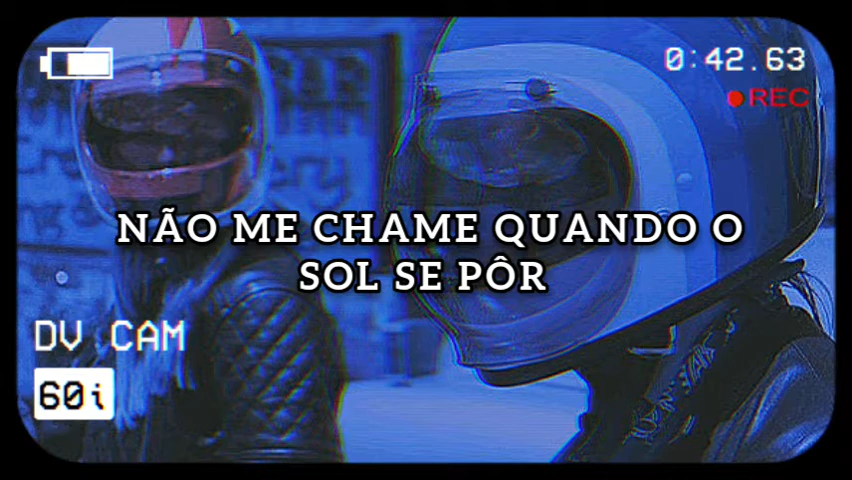 0:42.63
REC
NÃO ME CHAME QUANDO O
SOL SE PÔR
DV CAM
60i